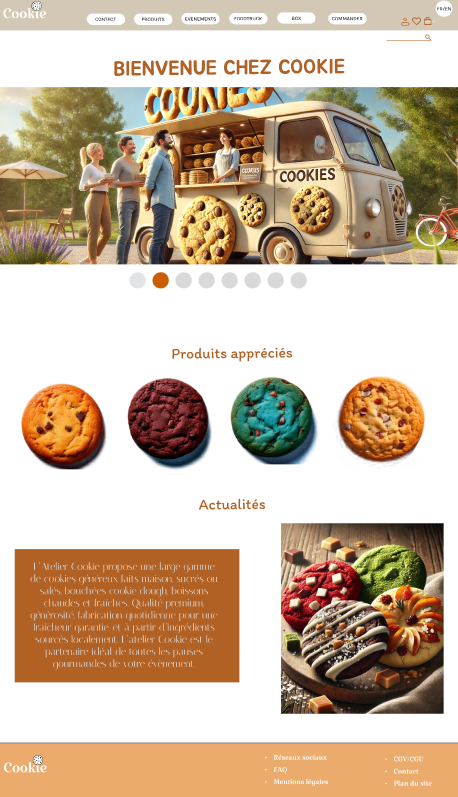 Cookie
CONTACT
PRODUITS
EVENEMENTS
FOODTRUCK
BOX
COMMANDER
FR/EN
BIENVENUE CHEZ COOKIE
COOKIES
COOKIES
COOKIES
Produits appréciés
Actualités
L'Atelier Cookie propose une large gamme
de cookies généreux faits maison, sucrés ou
salés, bouchées cookie dough, boissons
chaudes et fraîches. Qualité premium,
générosité, fabrication quotidienne pour une
fraîcheur garantie, et à partir d'ingrédients
sourcés localement. L'atelier Cookie est le
partenaire idéal de toutes les pauses
gourmandes de votre évènement.
Cookie
• Réseaux sociaux
• FAQ
• Mentions légales
• CGV/CGU
• Contact
• Plan du site